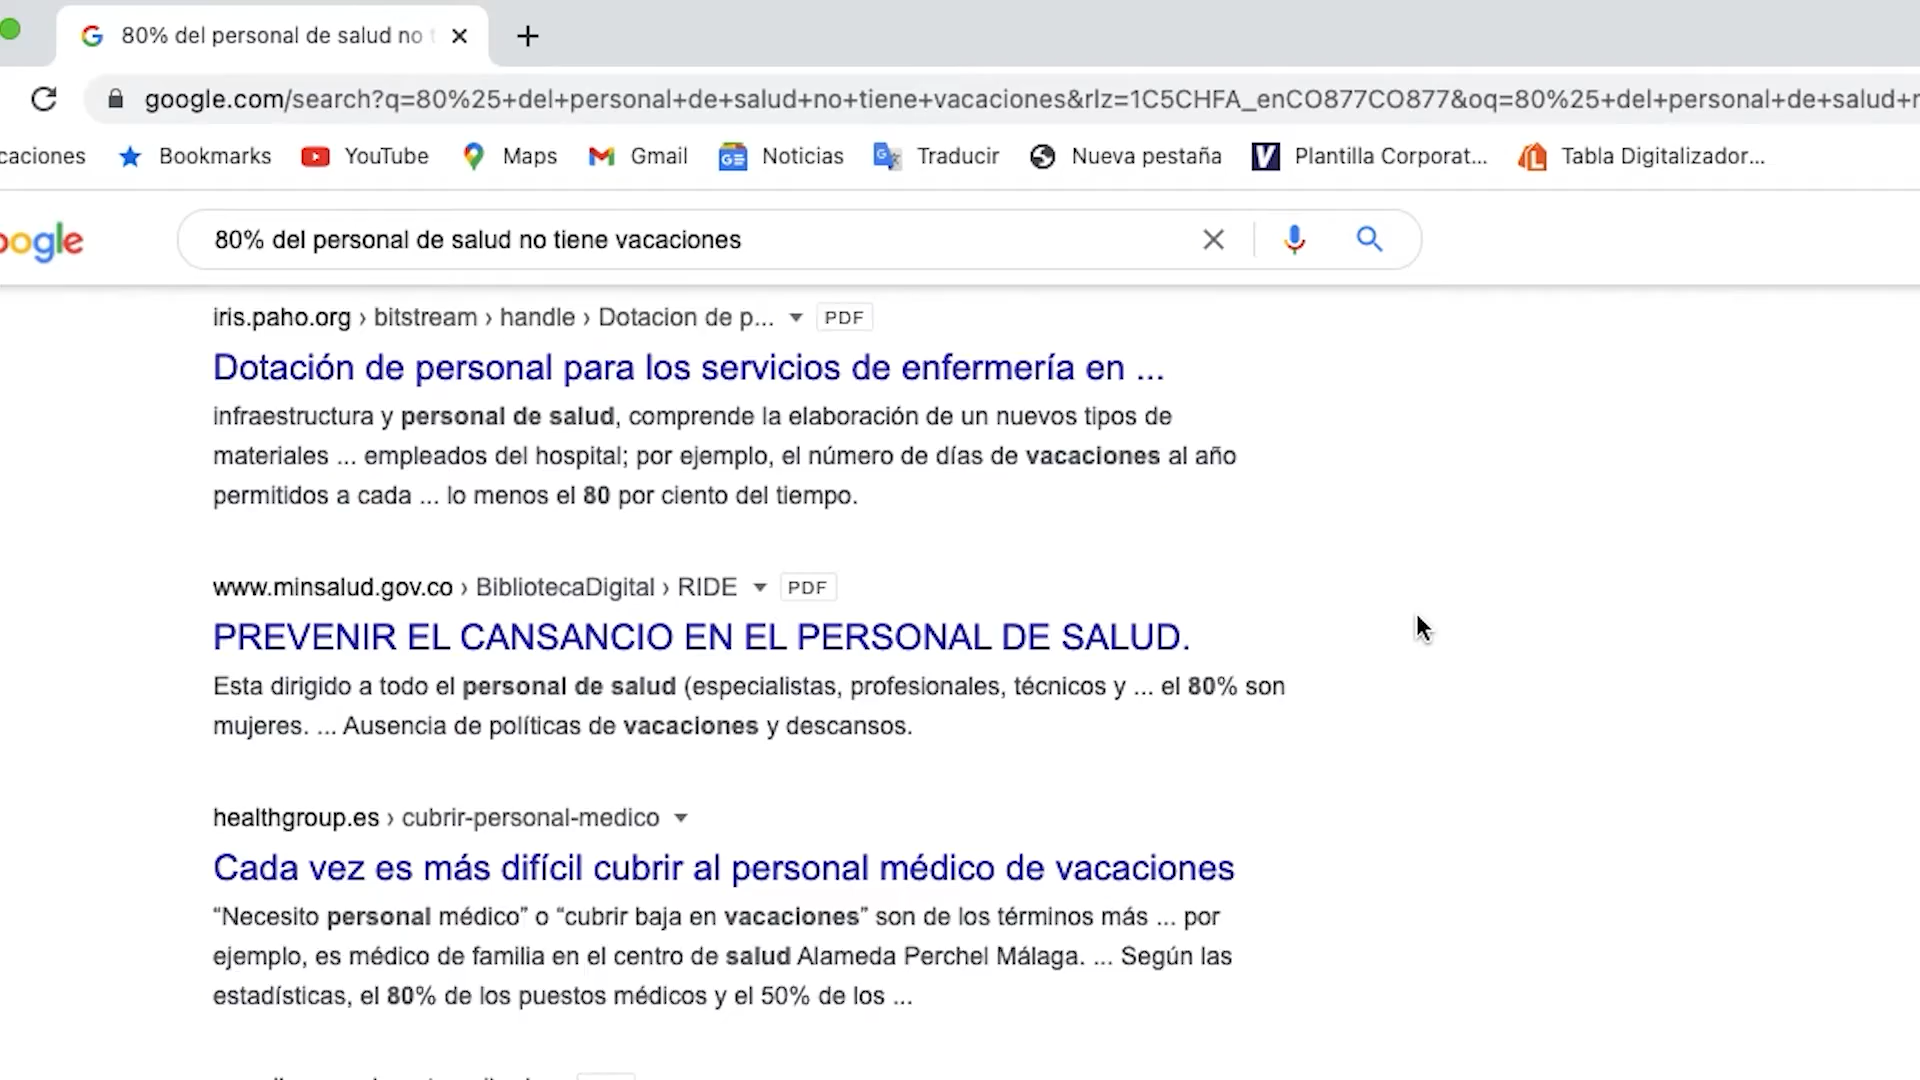 80% del personal de salud no
google.com/search?q=80%25+del+personal+de+salud+no+tiene+vacaciones&rlz=1C5CHFA_enCO877CO877&oq=80%25+del+personal+de+salud+
caciones Bookmarks YouTube Maps Gmail Noticias Traducir Nueva pestaña Plantilla Corporat... Tabla Digitalizador...
oogle 80% del personal de salud no tiene vacaciones
iris.paho.org › bitstream › handle › Dotacion de p... PDF
Dotación de personal para los servicios de enfermería en ...
infraestructura y personal de salud, comprende la elaboración de un nuevos tipos de
materiales ... empleados del hospital; por ejemplo, el número de días de vacaciones al año
permitidos a cada ... lo menos el 80 por ciento del tiempo.
www.minsalud.gov.co › BibliotecaDigital › RIDE PDF
PREVENIR EL CANSANCIO EN EL PERSONAL DE SALUD.
Esta dirigido a todo el personal de salud (especialistas, profesionales, técnicos y ... el 80% son
mujeres. ... Ausencia de políticas de vacaciones y descansos.
healthgroup.es › cubrir-personal-medico
Cada vez es más difícil cubrir al personal médico de vacaciones
“Necesito personal médico” o “cubrir baja en vacaciones” son de los términos más ... por
ejemplo, es médico de familia en el centro de salud Alameda Perchel Málaga. ... Según las
estadísticas, el 80% de los puestos médicos y el 50% de los ...